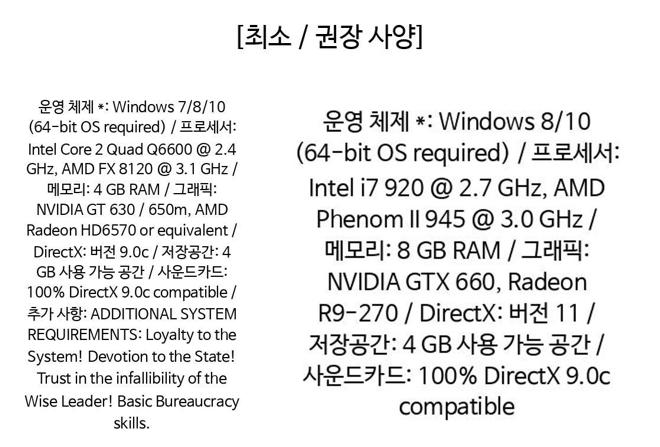 [최소 / 권장 사양]
운영 체제 *: Windows 7/8/10
(64-bit OS required) / 프로세서:
Intel Core 2 Quad Q6600 @ 2.4
GHz, AMD FX 8120 @ 3.1 GHz /
메모리: 4 GB RAM / 그래픽:
NVIDIA GT 630 / 650m, AMD
Radeon HD6570 or equivalent /
DirectX: 버전 9.0c / 저장공간: 4
GB 사용 가능 공간 / 사운드카드:
100% DirectX 9.0c compatible /
추가 사항: ADDITIONAL SYSTEM
REQUIREMENTS: Loyalty to the
System! Devotion to the State!
Trust in the infallibility of the
Wise Leader! Basic Bureaucracy
skills.
운영 체제 *: Windows 8/10
(64-bit OS required) / 프로세서:
Intel i7 920 @ 2.7 GHz, AMD
Phenom II 945 @ 3.0 GHz /
메모리: 8 GB RAM / 그래픽:
NVIDIA GTX 660, Radeon
R9-270 / DirectX: 버전 11 /
저장공간: 4 GB 사용 가능 공간 /
사운드카드: 100% DirectX 9.0c
compatible